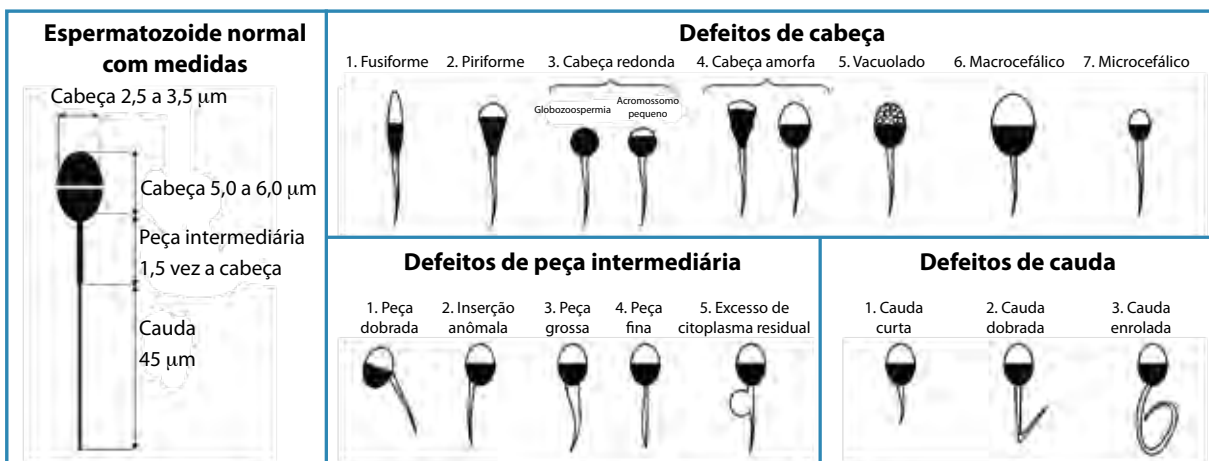 Espermatozoide normal
com medidas
Cabeça 2,5 a 3,5 μm
Cabeça 5,0 a 6,0 μm
Peça intermediária
1,5 vez a cabeça
Cauda
45 μm
Defeitos de cabeça
1. Fusiforme
2. Piriforme
3. Cabeça redonda
4. Cabeça amorfa
5. Vacuolado
6. Macrocefálico
7. Microcefálico
Globozoospermia
Acromossomo
pequeno
Defeitos de peça intermediária
1. Peça
dobrada
2. Inserção
anômala
3. Peça
grossa
4. Peça
fina
5. Excesso de
citoplasma residual
Defeitos de cauda
1. Cauda
curta
2. Cauda
dobrada
3. Cauda
enrolada